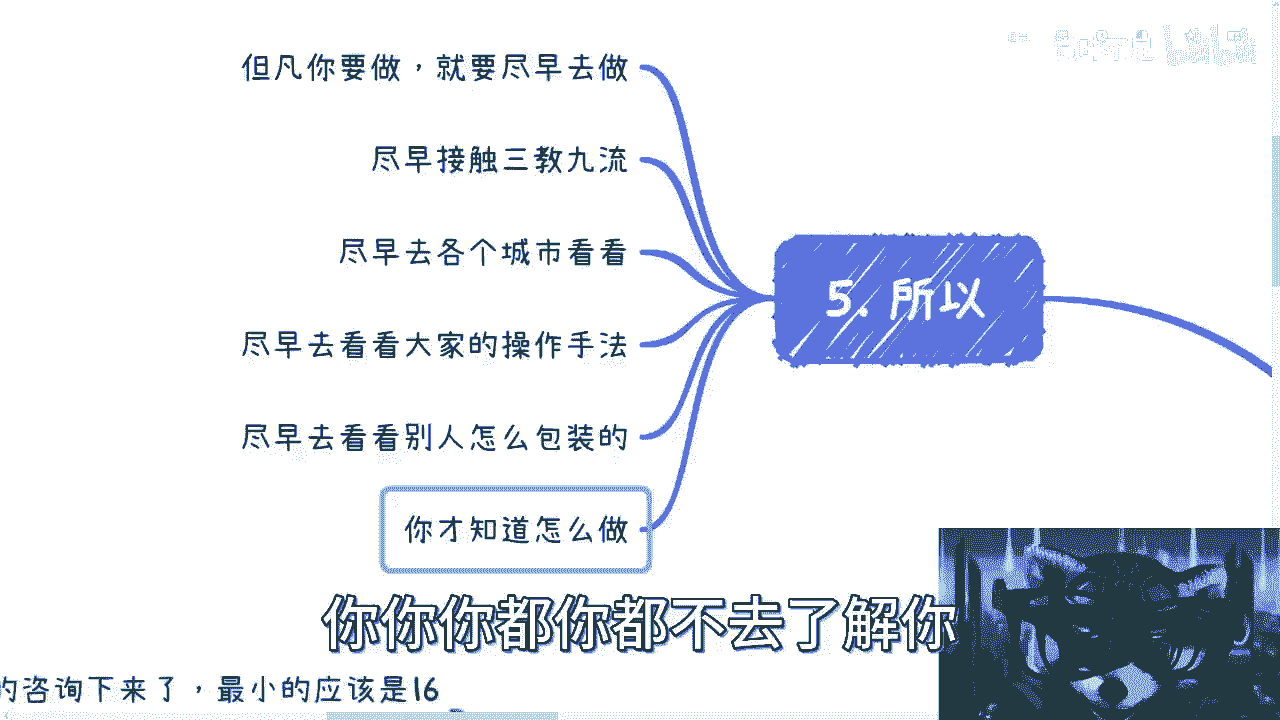 但凡你要做，就要尽早去做
尽早接触三教九流
尽早去各个城市看看
5. 所以
尽早去看看大家的操作手法
尽早去看看别人怎么包装的
你才知道怎么做
你你你都你都不去了解你
的咨询下来了，最小的应该是16